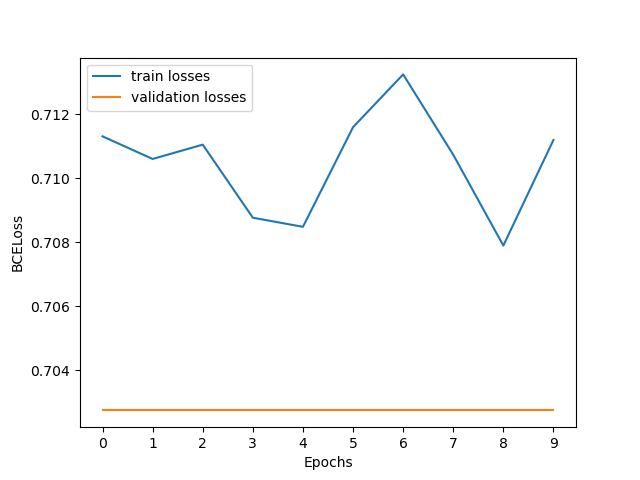 train losses
validation losses
0.712
0.710
0.708
0.706
0.704
BCELoss
0 1 2 3 4 5 6 7 8 9
Epochs